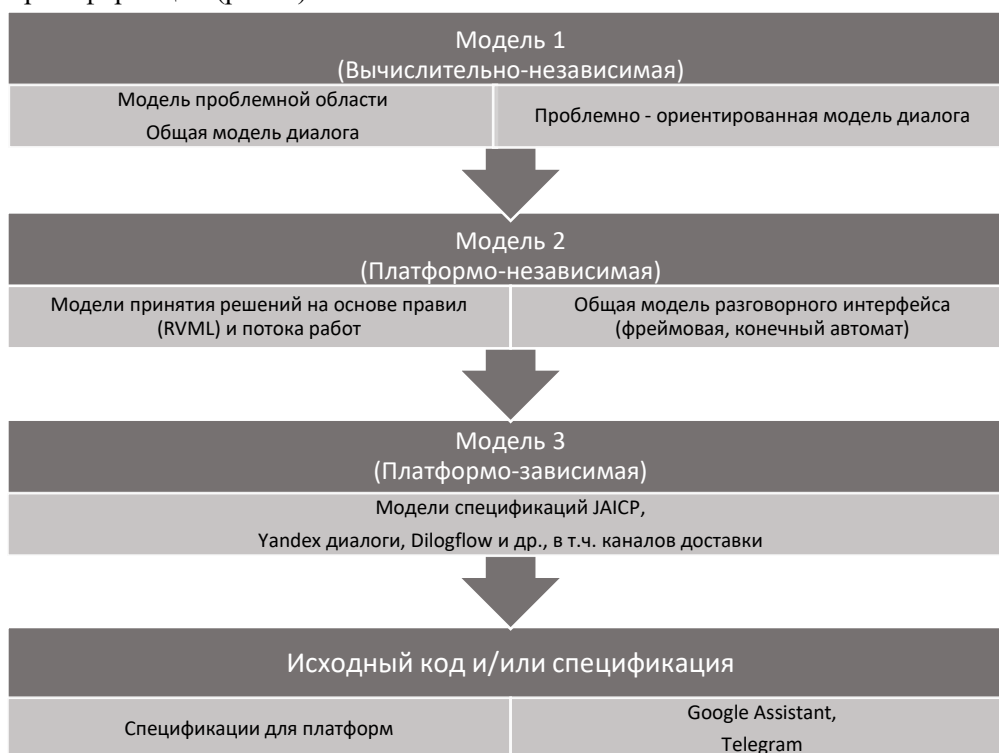 Модель 1
(Вычислительно-независимая)
Модель проблемной области
Общая модель диалога
Проблемно - ориентированная модель диалога
Модель 2
(Платформо-независимая)
Модели принятия решений на основе правил
(RVML) и потока работ
Общая модель разговорного интерфейса
(фреймовая, конечный автомат)
Модель 3
(Платформо-зависимая)
Модели спецификаций JAICP,
Yandex диалоги, Dilogflow и др., в т.ч. каналов доставки
Исходный код и/или спецификация
Спецификации для платформ
Google Assistant,
Telegram